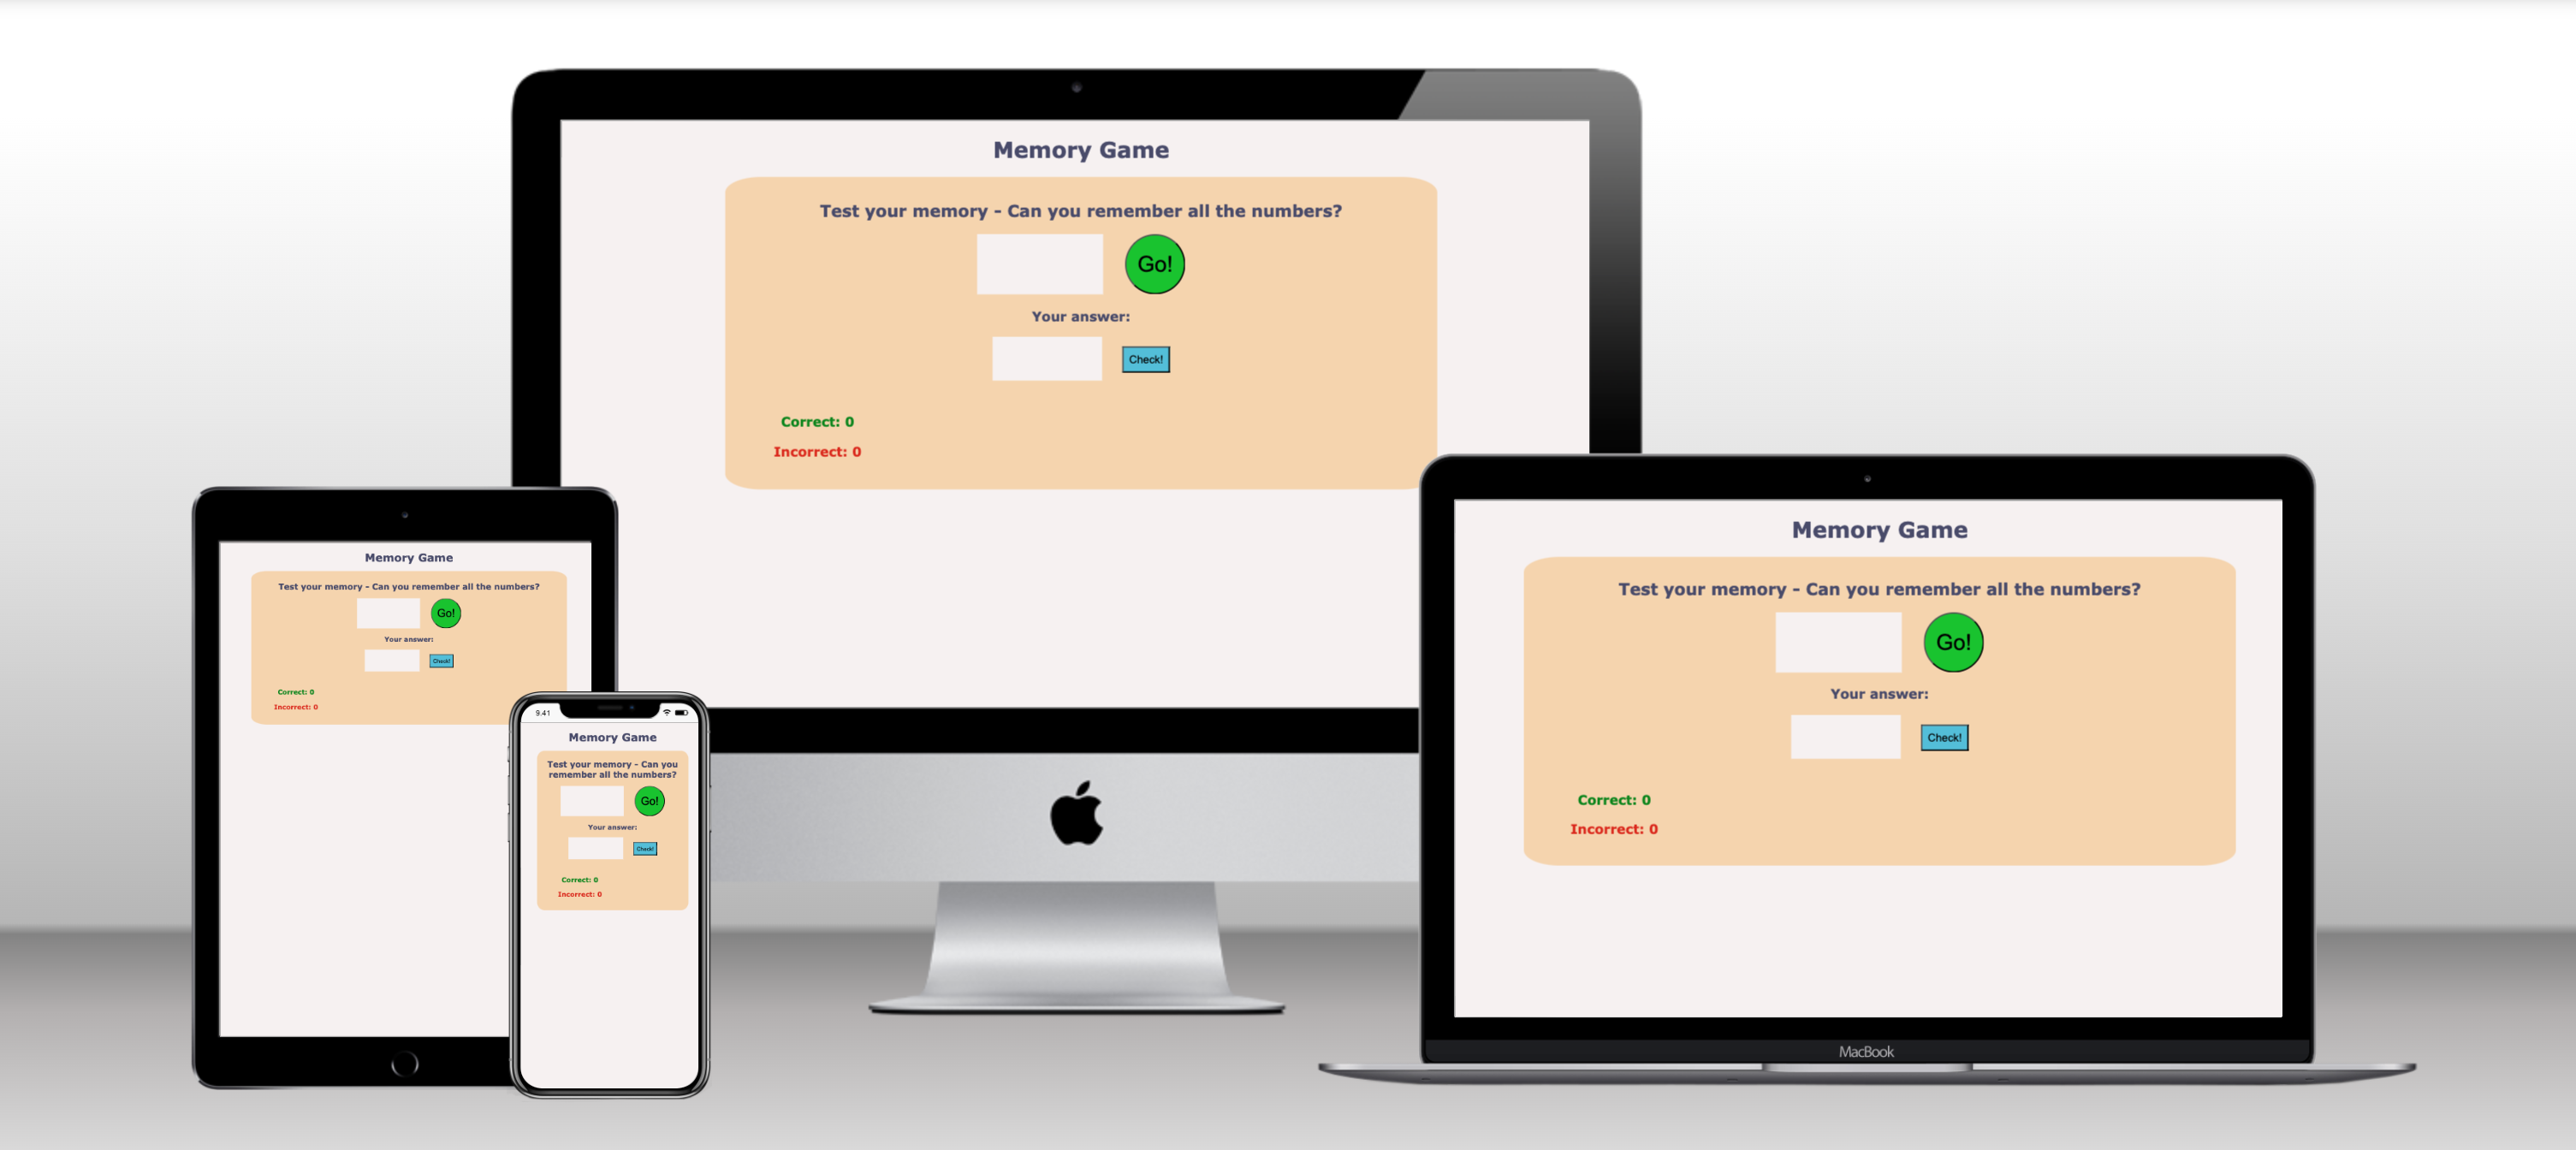 Memory Game
Test your memory - Can you remember all the numbers?
Go!
Your answer:
Check!
Correct: 0
Incorrect: 0
Memory Game
Test your memory - Can you remember all the numbers?
Go!
Your answer:
Check!
Correct: 0
Incorrect: 0
9.41
Memory Game
Test your memory - Can you
remember all the numbers?
Go!
Your answer:
Check!
Correct: 0
Incorrect: 0
Memory Game
Test your memory - Can you remember all the numbers?
Go!
Your answer:
Check!
Correct: 0
Incorrect: 0
MacBook